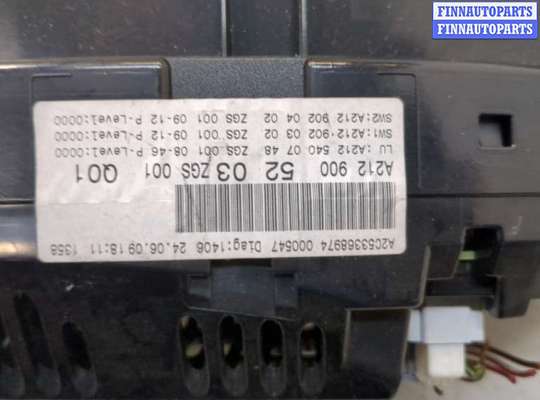 FINNAUTOPARTS
FINNAUTOPARTS
A2C53368974 000547 Diag:1406 24.06.09 18:11 1358
A212 900 52 03 ZGS 001 Q01
LU :A212 540 07 48 ZGS 001 08-46 P-Level:0000
SW1:A212 902 03 02 ZGS 001 09-12 P-Level:0000
SW2:A212 902 04 02 ZGS 001 09-12 P-Level:0000